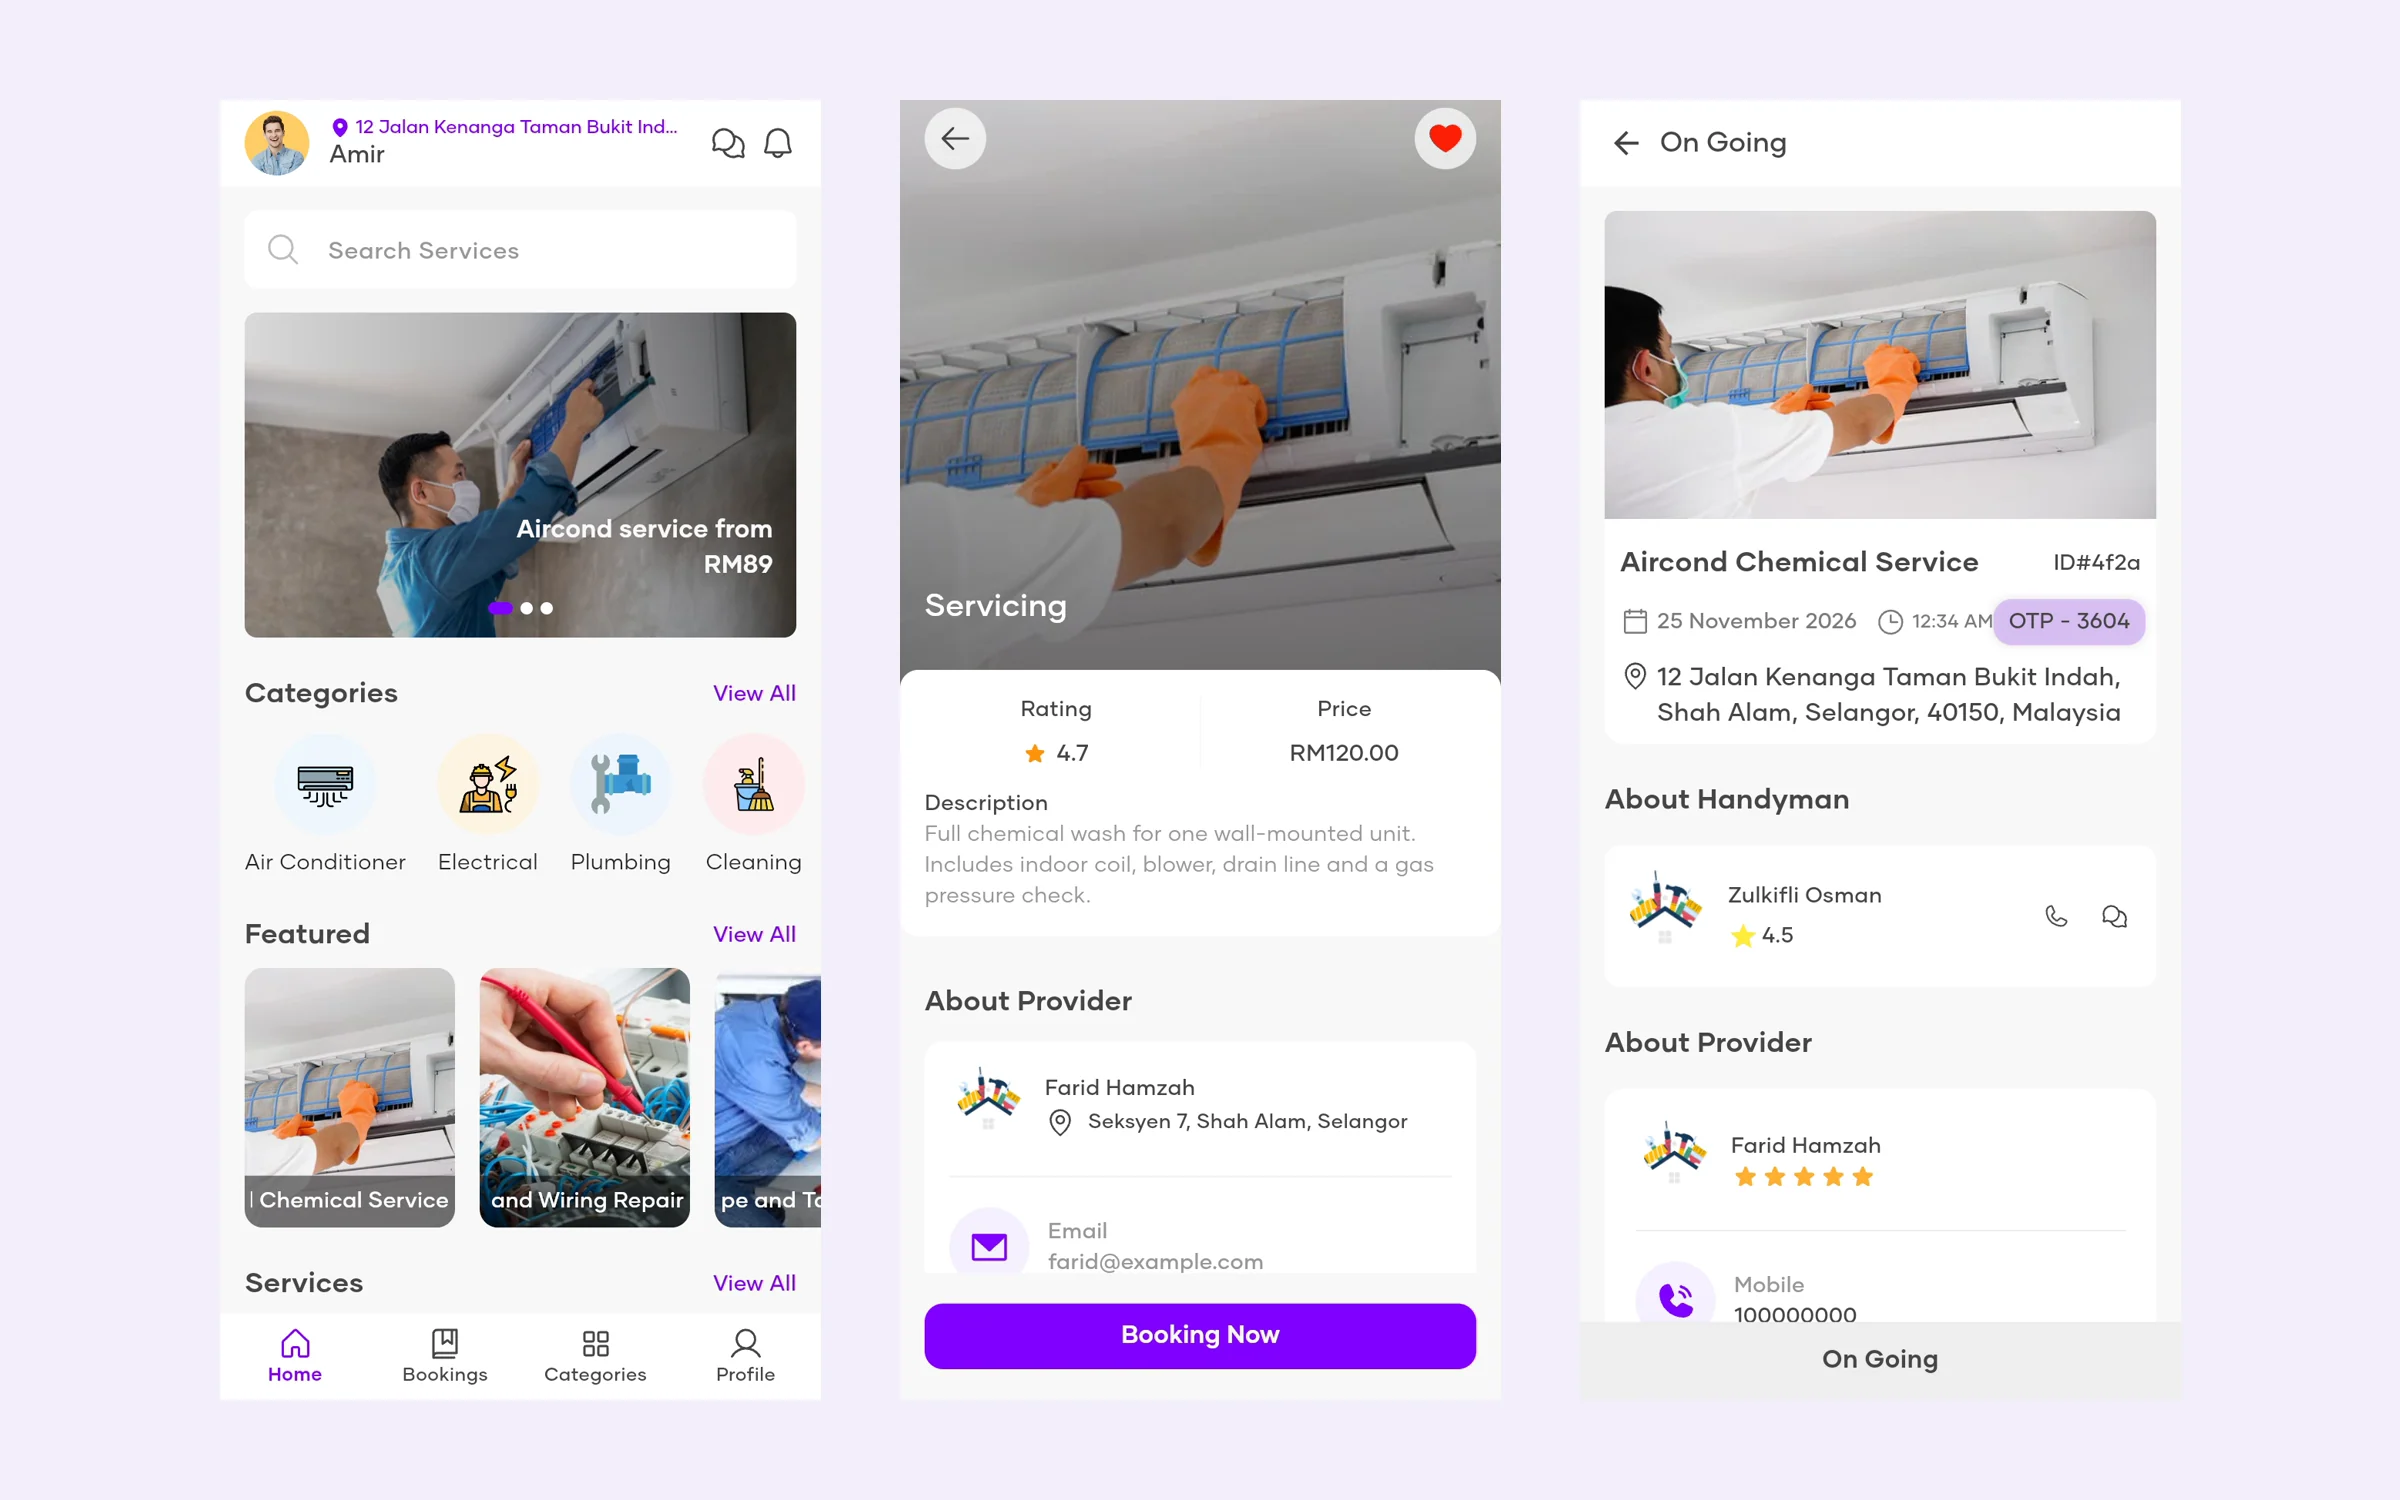 12 Jalan Kenanga Taman Bukit Ind...
Amir
Search Services
Aircond service from
RM89
Categories
View All
Air Conditioner
Electrical
Plumbing
Cleaning
Featured
View All
Chemical Service
and Wiring Repair
pe and To
Services
View All
Home
Bookings
Categories
Profile
Servicing
Rating
Price
4.7
RM120.00
Description
Full chemical wash for one wall-mounted unit.
Includes indoor coil, blower, drain line and a gas
pressure check.
About Provider
Farid Hamzah
Seksyen 7, Shah Alam, Selangor
Email
farid@example.com
Booking Now
On Going
Aircond Chemical Service
ID#4f2a
25 November 2026
12:34 AM
OTP - 3604
12 Jalan Kenanga Taman Bukit Indah,
Shah Alam, Selangor, 40150, Malaysia
About Handyman
Zulkifli Osman
4.5
About Provider
Farid Hamzah
Mobile
100000000
On Going